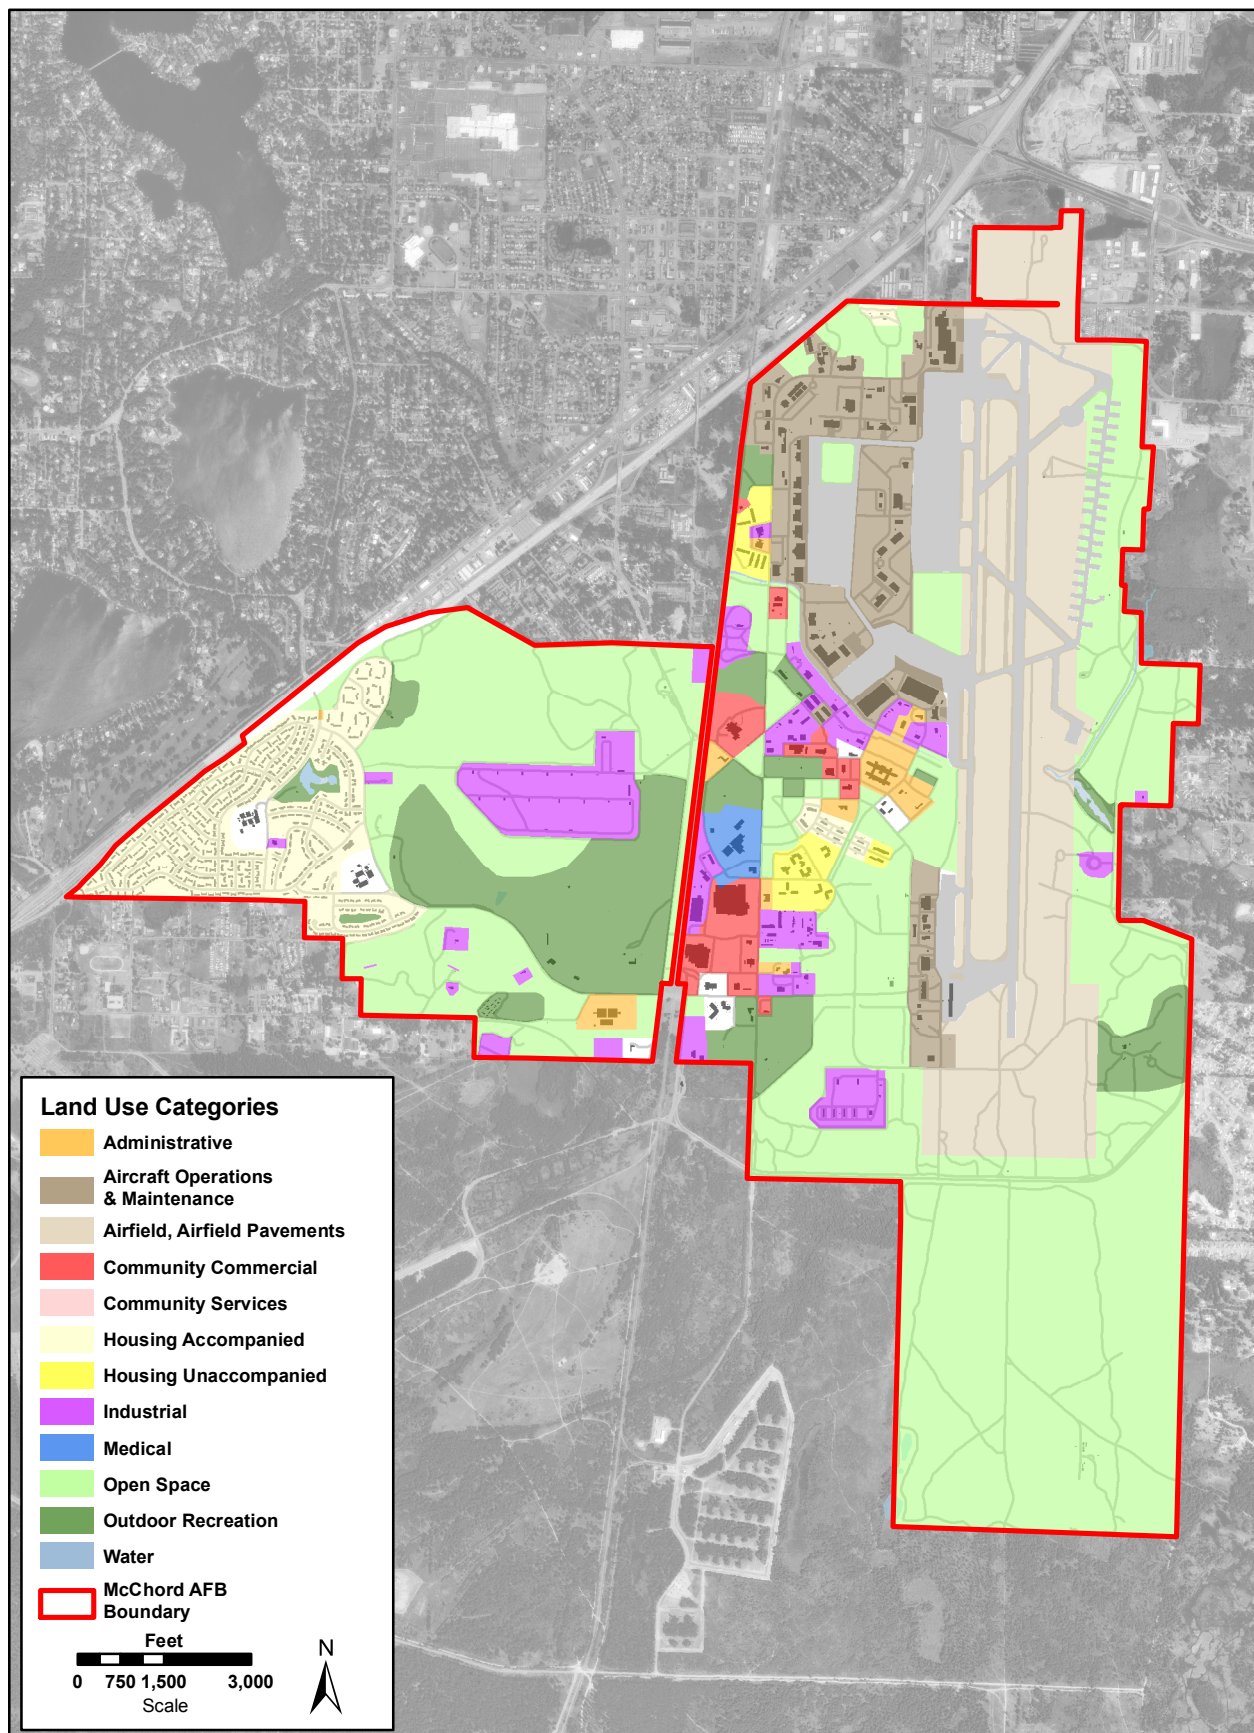 Land Use Categories
Administrative
Aircraft Operations
& Maintenance
Airfield, Airfield Pavements
Community Commercial
Community Services
Housing Accompanied
Housing Unaccompanied
Industrial
Medical
Open Space
Outdoor Recreation
Water
McChord AFB
Boundary
Feet
0 750 1,500 3,000
Scale
N